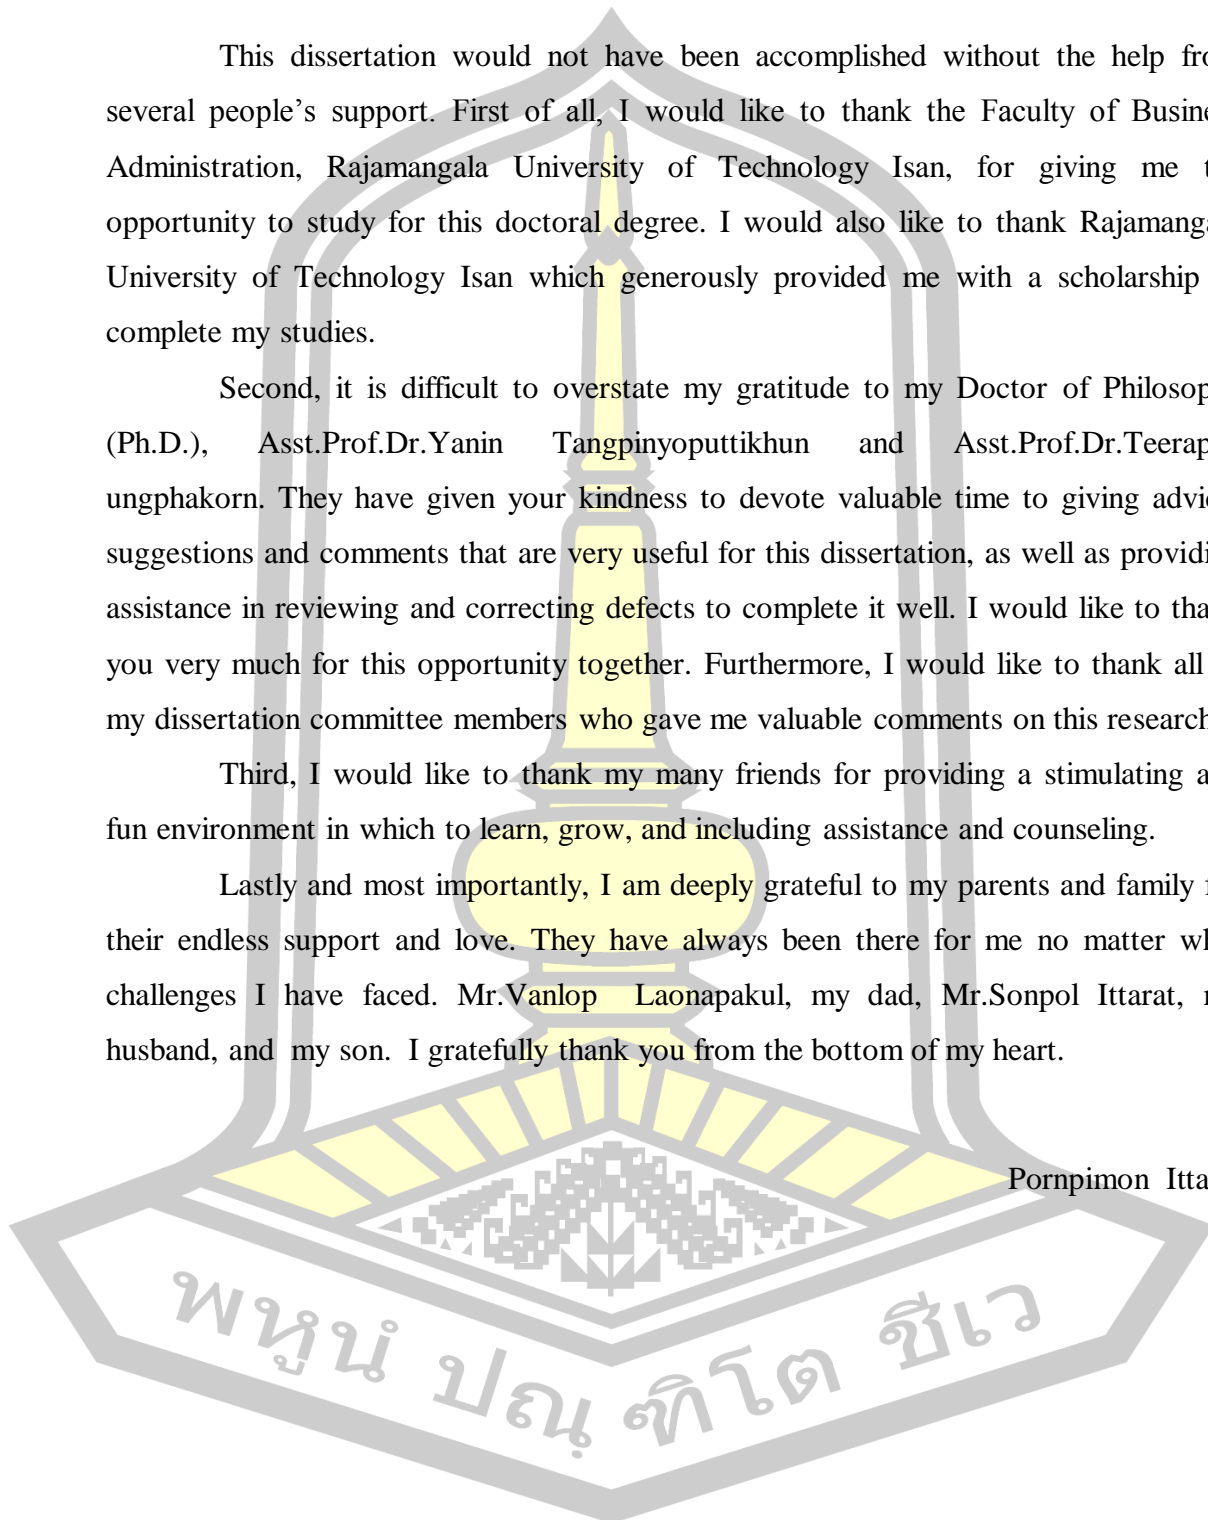 This dissertation would not have been accomplished without the help fro
several people’s support. First of all, I would like to thank the Faculty of Busine
Administration, Rajamangala University of Technology Isan, for giving me t
opportunity to study for this doctoral degree. I would also like to thank Rajamanga
University of Technology Isan which generously provided me with a scholarship
complete my studies.
Second, it is difficult to overstate my gratitude to my Doctor of Philosop
(Ph.D.), Asst.Prof.Dr.Yanin Tangpinyoputtikhun and Asst.Prof.Dr.Teerap
ungphakorn. They have given your kindness to devote valuable time to giving advic
suggestions and comments that are very useful for this dissertation, as well as providi
assistance in reviewing and correcting defects to complete it well. I would like to tha
you very much for this opportunity together. Furthermore, I would like to thank all
my dissertation committee members who gave me valuable comments on this research
Third, I would like to thank my many friends for providing a stimulating a
fun environment in which to learn, grow, and including assistance and counseling.
Lastly and most importantly, I am deeply grateful to my parents and family f
their endless support and love. They have always been there for me no matter wh
challenges I have faced. Mr.Vanlop Laonapakul, my dad, Mr.Sonpol Ittarat, m
husband, and my son. I gratefully thank you from the bottom of my heart.
Pornpimon Itta
พหูนํ ปณฺฑิโต ชีเว